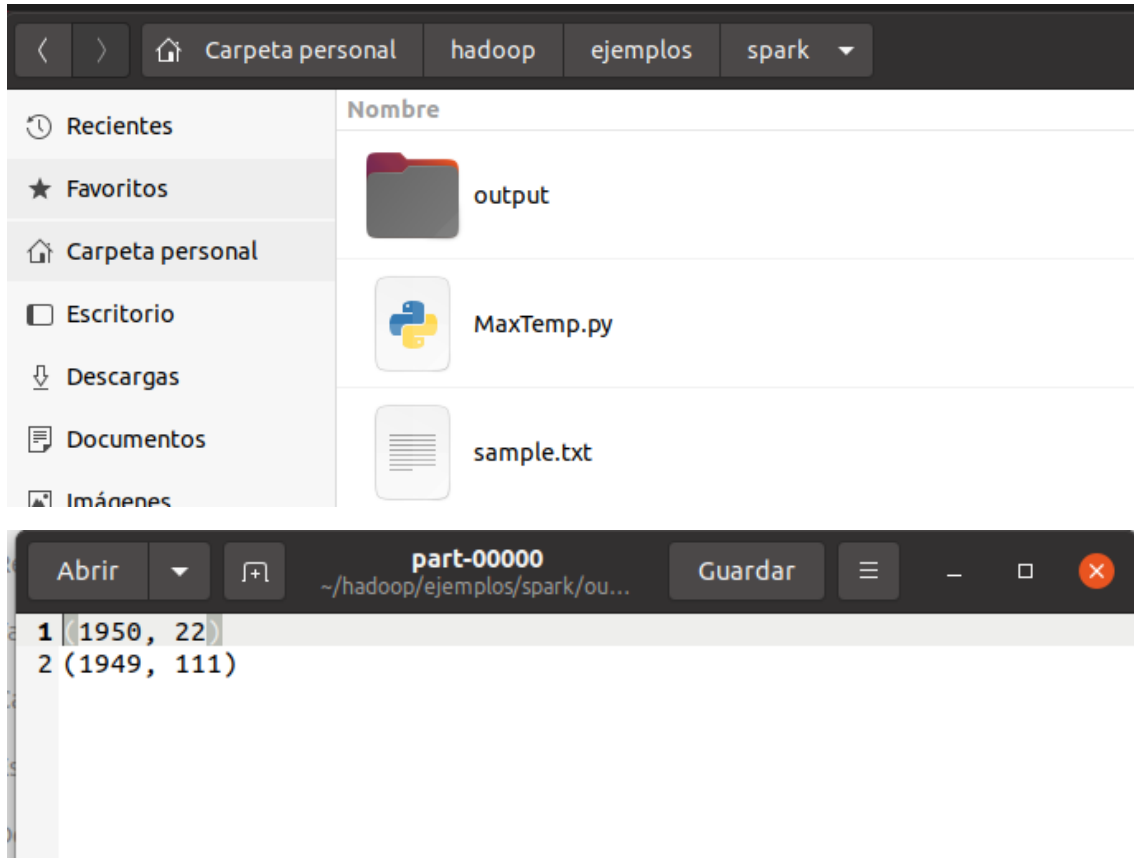 Carpeta personal hadoop ejemplos spark
Recientes
Favoritos
Carpeta personal
Escritorio
Descargas
Documentos
Imágenes
Nombre
output
MaxTemp.py
sample.txt
Abrir part-00000 Guardar
~/hadoop/ejemplos/spark/ou...
1 (1950, 22)
2 (1949, 111)